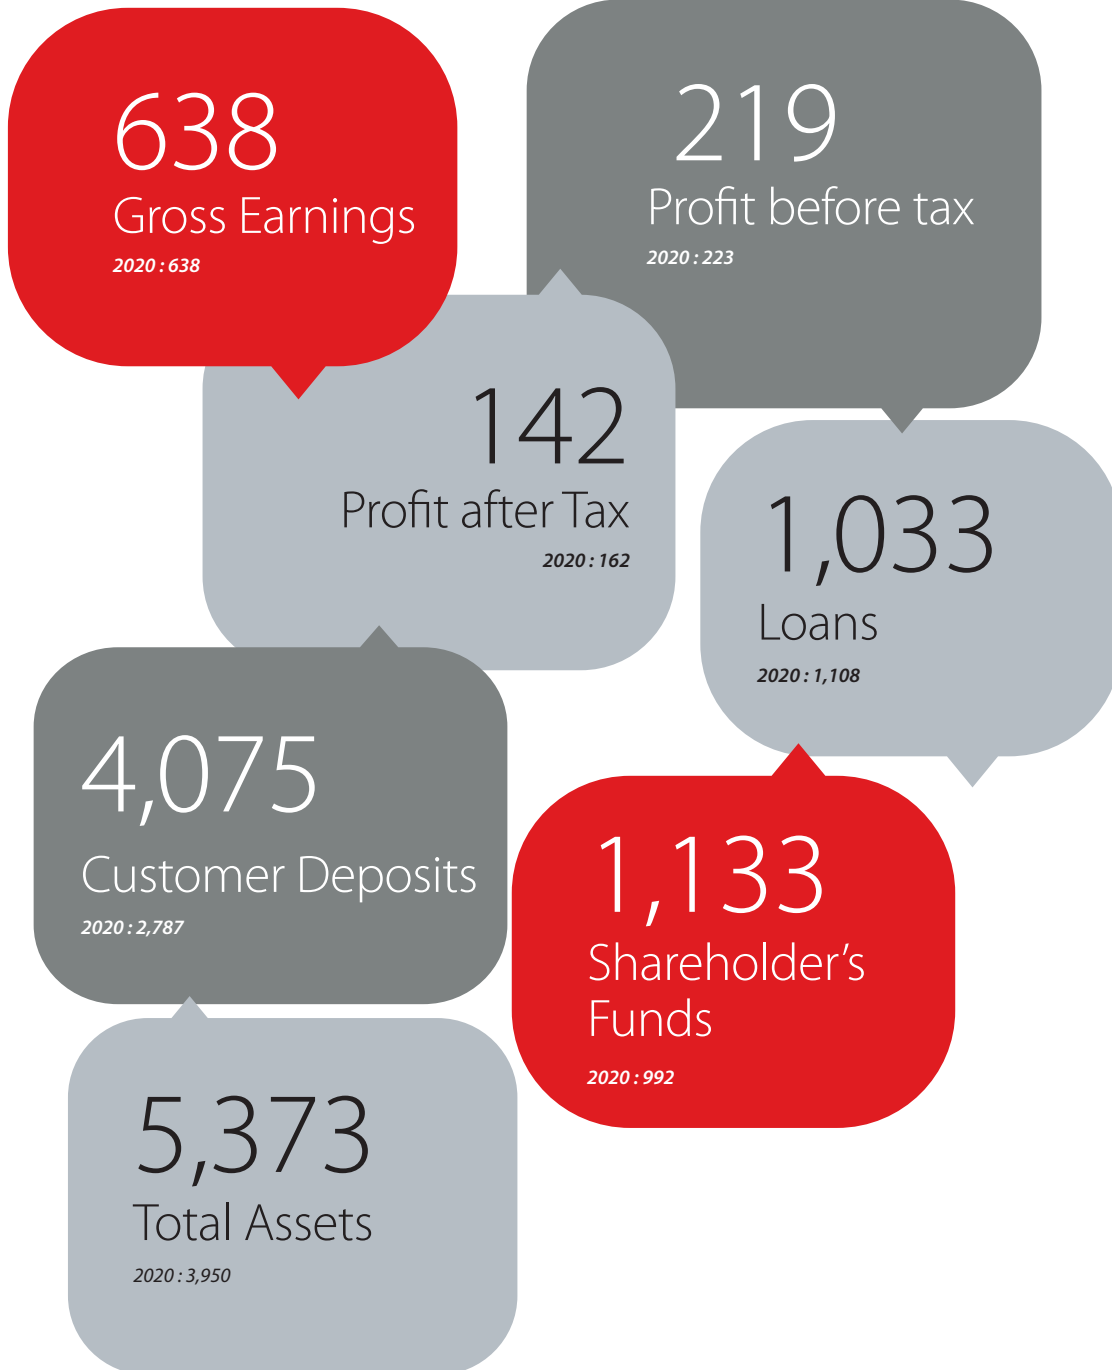 638
Gross Earnings
2020 : 638
219
Profit before tax
2020 : 223
142
Profit after Tax
2020 : 162
1,033
Loans
2020 : 1,108
4,075
Customer Deposits
2020 : 2,787
1,133
Shareholder’s
Funds
2020 : 992
5,373
Total Assets
2020 : 3,950